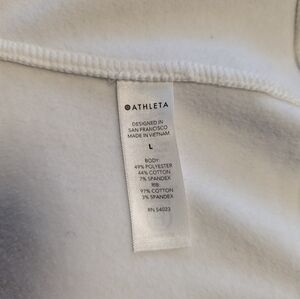 ATHLETA
DESIGNED IN
SAN FRANCISCO
MADE IN VIETNAM
L
BODY:
49% POLYESTER
44% COTTON
7% SPANDEX
RIB:
97% COTTON
3% SPANDEX
RN 54023